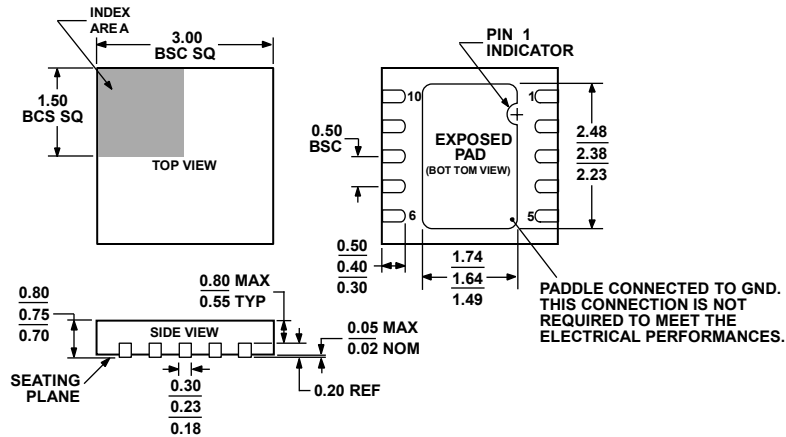 INDEX
AREA
3.00
BSC SQ
1.50
BCS SQ
TOP VIEW
PIN 1
INDICATOR
10
1
0.50
BSC
EXPOSED
PAD
(BOT TOM VIEW)
2.48
2.38
2.23
6
5
0.50
0.40
0.30
1.74
1.64
1.49
PADDLE CONNECTED TO GND.
THIS CONNECTION IS NOT
REQUIRED TO MEET THE
ELECTRICAL PERFORMANCES.
0.80
0.75
0.70
0.80 MAX
0.55 TYP
SIDE VIEW
0.05 MAX
0.02 NOM
SEATING
PLANE
0.30
0.23
0.18
0.20 REF